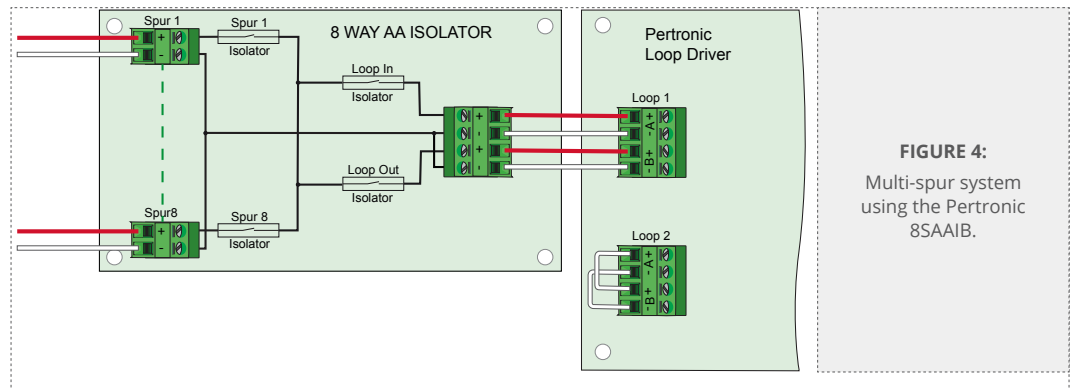 Spur 1
+
-
Spur 1
Isolator
8 WAY AA ISOLATOR
Loop In
Isolator
+
-
+
-
Loop Out
Isolator
Spur8
+
-
Spur 8
Isolator
Pertronic
Loop Driver
Loop 1
- A +
- B +
Loop 2
- A +
- B +
FIGURE 4:
Multi-spur system
using the Pertronic
8SAAIB.